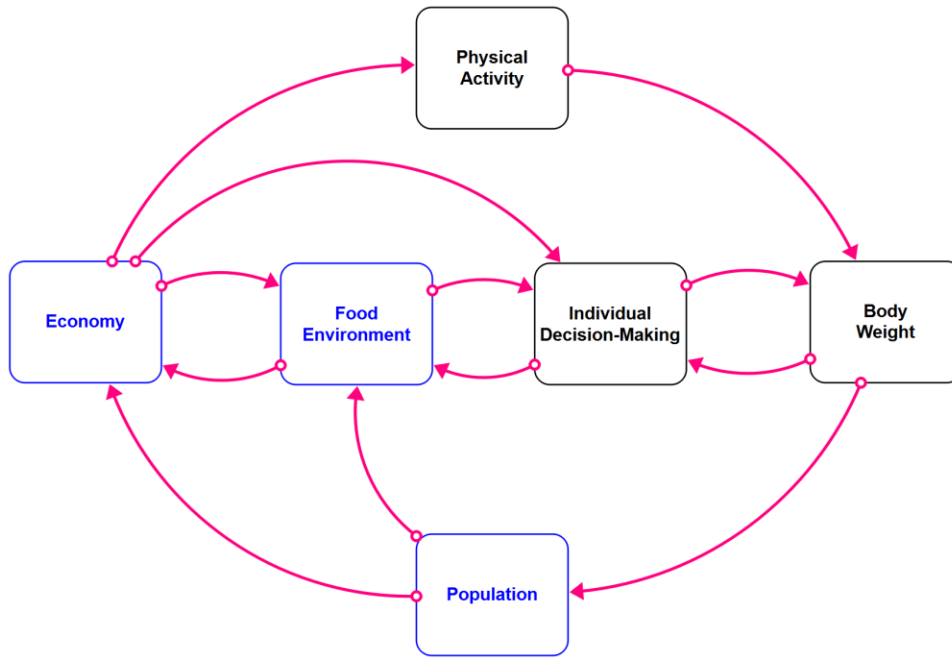 Physical
Activity
Economy
Food
Environment
Individual
Decision-Making
Body
Weight
Population